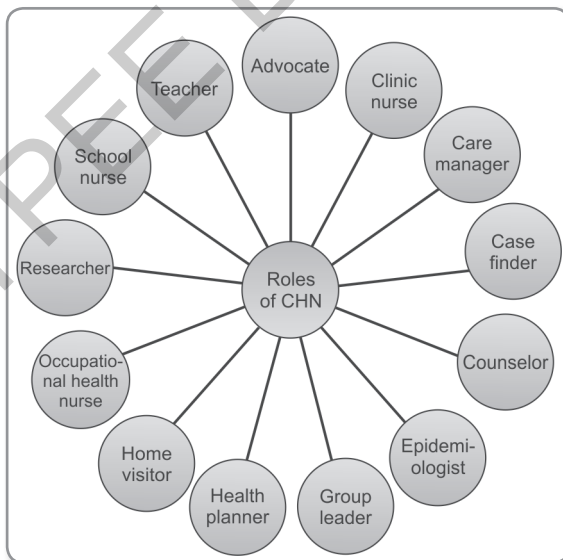 Advocate
Clinic
nurse
Care
manager
Case
finder
Counselor
Epidemi-
ologist
Group
leader
Health
planner
Home
visitor
Occupatio-
nal health
nurse
Researcher
School
nurse
Teacher
Roles
of CHN